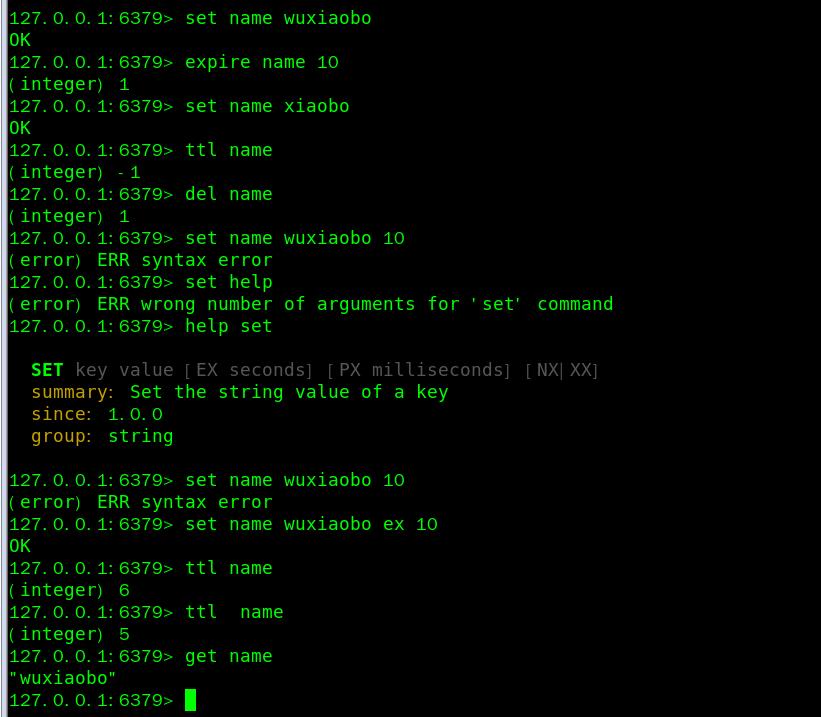 127.0.0.1:6379> set name wuxiaobo
OK
127.0.0.1:6379> expire name 10
(integer) 1
127.0.0.1:6379> set name xiaobo
OK
127.0.0.1:6379> ttl name
(integer) -1
127.0.0.1:6379> del name
(integer) 1
127.0.0.1:6379> set name wuxiaobo 10
(error) ERR syntax error
127.0.0.1:6379> set help
(error) ERR wrong number of arguments for 'set' command
127.0.0.1:6379> help set
SET key value [EX seconds] [PX milliseconds] [NX|XX]
summary: Set the string value of a key
since: 1.0.0
group: string
127.0.0.1:6379> set name wuxiaobo 10
(error) ERR syntax error
127.0.0.1:6379> set name wuxiaobo ex 10
OK
127.0.0.1:6379> ttl name
(integer) 6
127.0.0.1:6379> ttl  name
(integer) 5
127.0.0.1:6379> get name
"wuxiaobo"
127.0.0.1:6379>